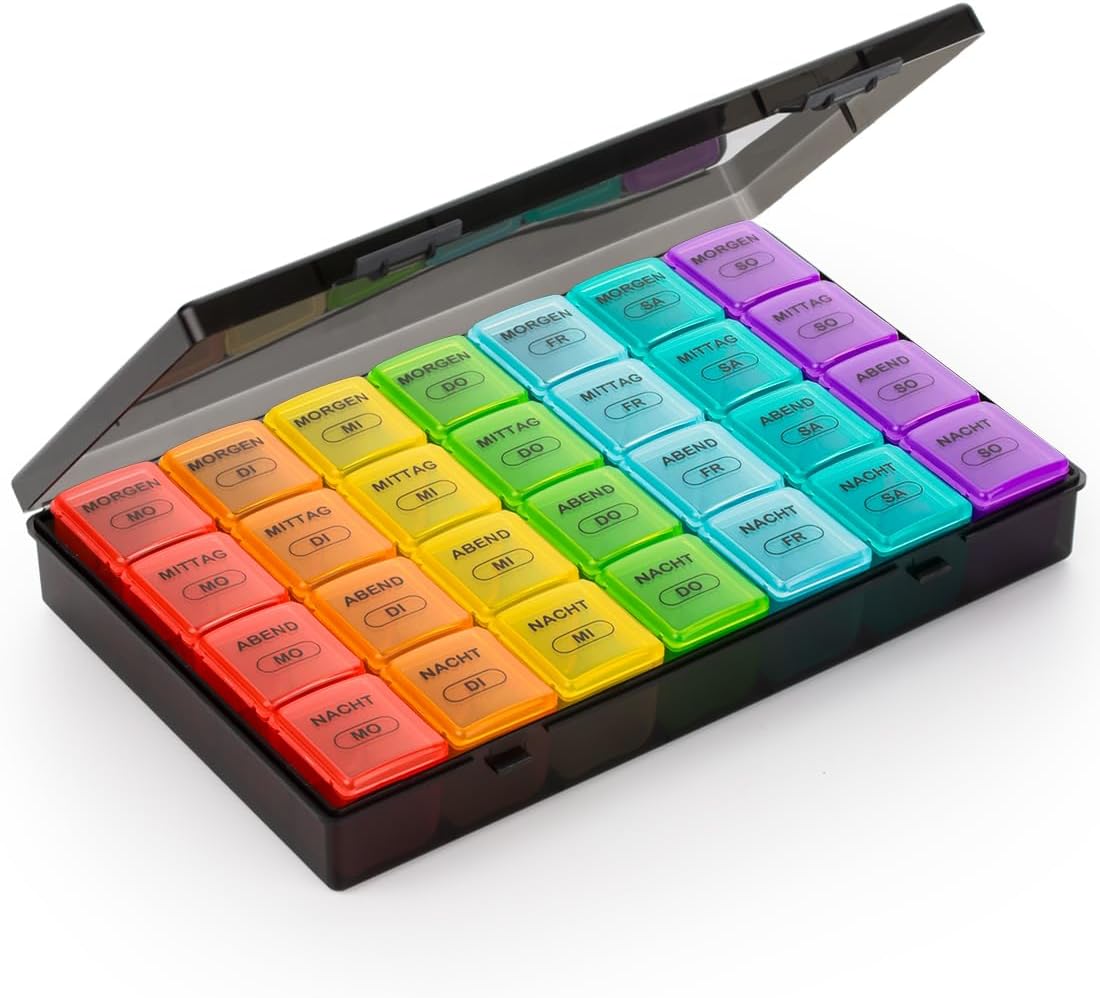 MORGEN
MO
MITTAG
MO
ABEND
MO
NACHT
MO
MORGEN
DI
MITTAG
DI
ABEND
DI
NACHT
DI
MORGEN
MI
MITTAG
MI
ABEND
MI
NACHT
MI
MORGEN
DO
MITTAG
DO
ABEND
DO
NACHT
DO
MORGEN
FR
MITTAG
FR
ABEND
FR
NACHT
FR
MORGEN
SA
MITTAG
SA
ABEND
SA
NACHT
SA
MORGEN
SO
MITTAG
SO
ABEND
SO
NACHT
SO